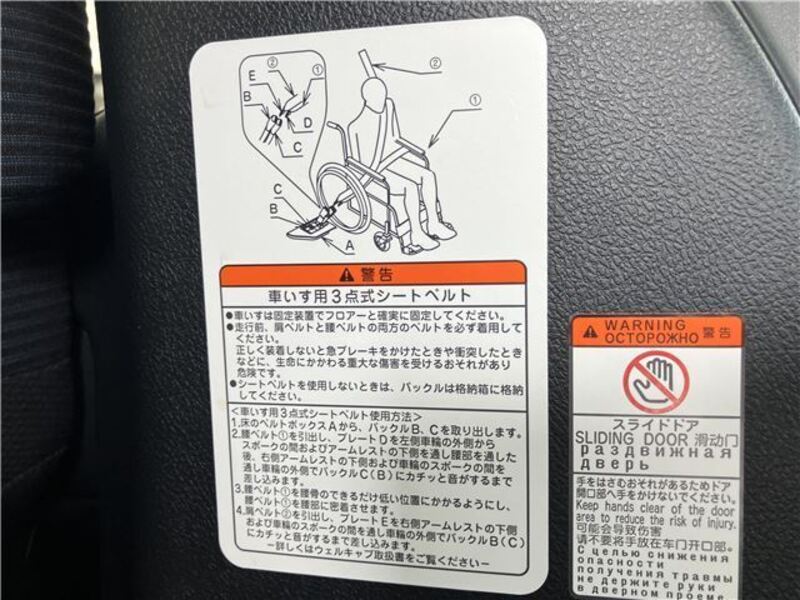 ②
①
E
B
D
C
②
①
C
B
A
警告
車いす用3点式シートベルト
●車いすは固定装置でフロアーと確実に固定してください。
●走行前、肩ベルトと腰ベルトの両方のベルトを必ず着用して
ください。
正しく装着しないと急ブレーキをかけたときや衝突したとき
などに、生命にかかわる重大な傷害を受けるおそれがあり
危険です。
●シートベルトを使用しないときは、バックルは格納箱に格納
してください。
<車いす用3点式シートベルト使用方法>
1.床のベルトボックスAから、バックルB、Cを取り出します。
2.腰ベルト①を引出し、プレートDを左側車輪の外側から
スポークの間およびアームレストの下側を通し腰部を通した
後、右側アームレストの下側および車輪のスポークの間を
通し車輪の外側でバックルC(B)にカチッと音がするまで
差し込みます。
3.腰ベルト①を腰骨のできるだけ低い位置にかかるようにし、
腰ベルト①を腰部に密着させます。
4.肩ベルト②を引出し、プレートEを右側アームレストの下側
および車輪のスポークの間を通し車輪の外側でバックルB(C)
にカチッと音がするまで差し込みます。
−詳しくはウェルキャブ取扱書をご覧ください−
WARNING 警告
ОСТОРОЖНО
スライドドア
SLIDING DOOR 滑动门
раздвижная
дверь
手をはさむおそれがあるためドア
開口部へ手をかけないでください。
Keep hands clear of the door
area to reduce the risk of injury.
可能会导致伤害
请不要将手放在车门开口部。
С целью снижения
опасности
получения травмы
не держите руки
в дверном проеме